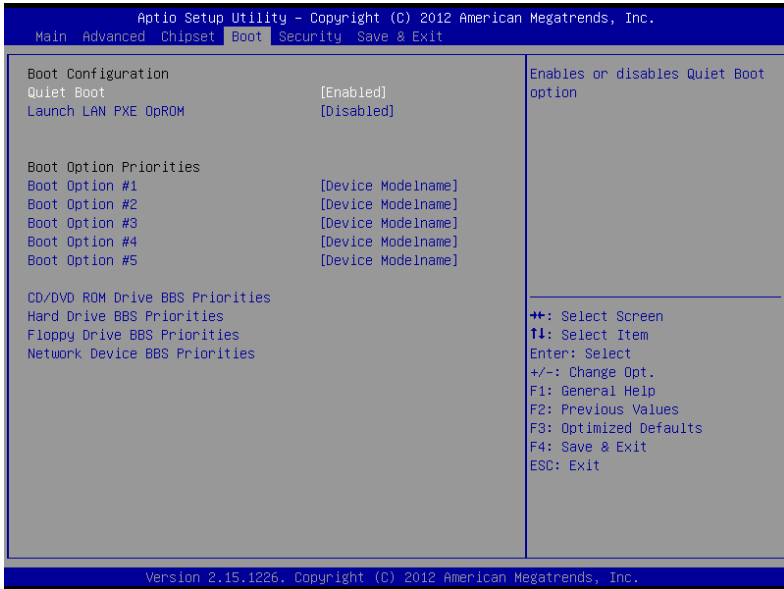 Aptio Setup Utility – Copyright (C) 2012 American Megatrends, Inc.
Main Advanced Chipset Boot Security Save & Exit
Boot Configuration
Quiet Boot [Enabled]
Launch LAN PXE OpROM [Disabled]
Boot Option Priorities
Boot Option #1 [Device Modelname]
Boot Option #2 [Device Modelname]
Boot Option #3 [Device Modelname]
Boot Option #4 [Device Modelname]
Boot Option #5 [Device Modelname]
CD/DVD ROM Drive BBS Priorities
Hard Drive BBS Priorities
Floppy Drive BBS Priorities
Network Device BBS Priorities
Enables or disables Quiet Boot
option
→←: Select Screen
↑↓: Select Item
Enter: Select
+/-: Change Opt.
F1: General Help
F2: Previous Values
F3: Optimized Defaults
F4: Save & Exit
ESC: Exit
Version 2.15.1226. Copyright (C) 2012 American Megatrends, Inc.